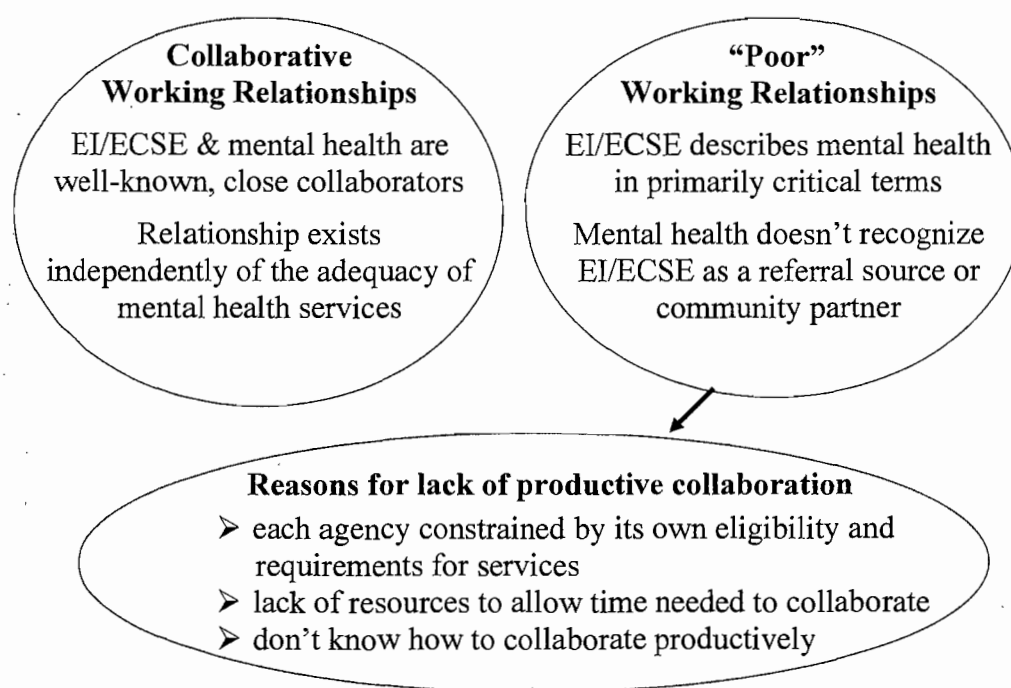 Collaborative
Working Relationships
EI/ECSE & mental health are
well-known, close collaborators
Relationship exists
independently of the adequacy of
mental health services
“Poor”
Working Relationships
EI/ECSE describes mental health
in primarily critical terms
Mental health doesn’t recognize
EI/ECSE as a referral source or
community partner
Reasons for lack of productive collaboration
➢ each agency constrained by its own eligibility and
requirements for services
➢ lack of resources to allow time needed to collaborate
➢ don’t know how to collaborate productively